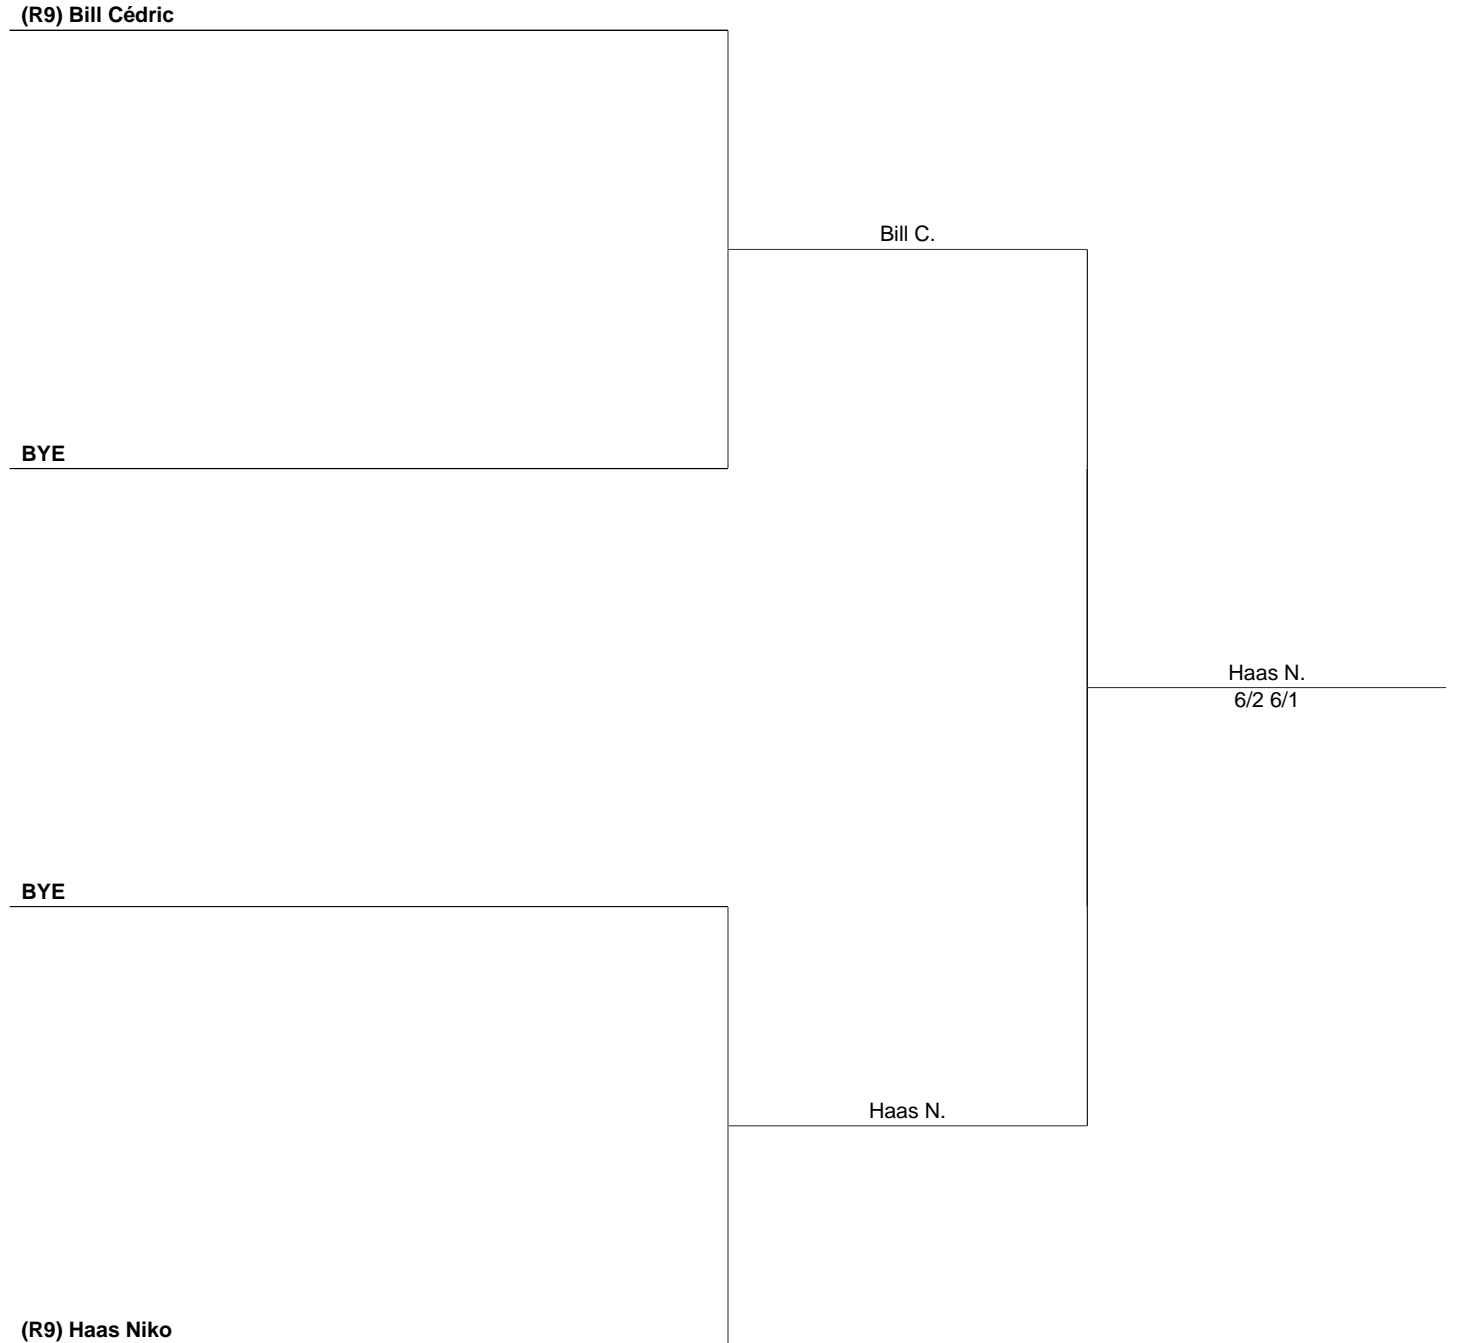 (R9) Bill Cédric
Bill C.
BYE
Haas N.
6/2 6/1
BYE
Haas N.
(R9) Haas Niko